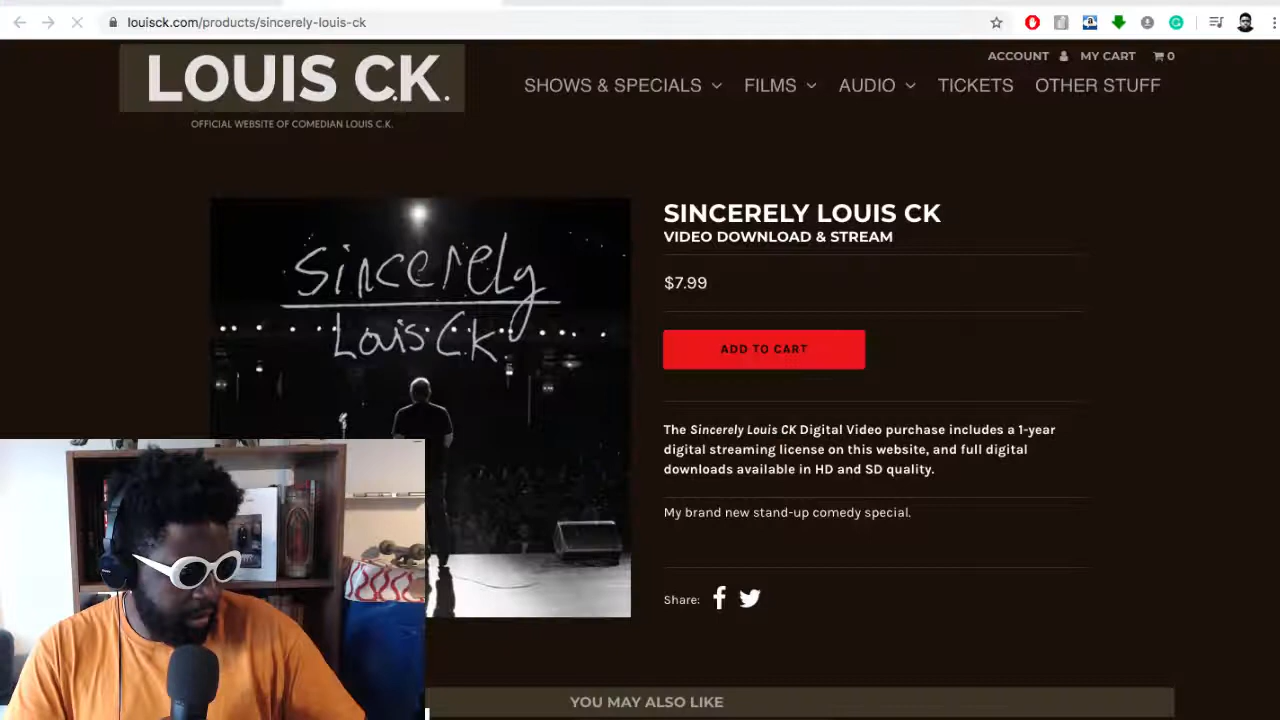 louisck.com/products/sincerely-louis-ck
LOUIS C.K.
OFFICIAL WEBSITE OF COMEDIAN LOUIS C.K.
ACCOUNT MY CART 0
SHOWS & SPECIALS FILMS AUDIO TICKETS OTHER STUFF
Sincerely
Louis CK
SINCERELY LOUIS CK
VIDEO DOWNLOAD & STREAM
$7.99
ADD TO CART
The Sincerely Louis CK Digital Video purchase includes a 1-year
digital streaming license on this website, and full digital
downloads available in HD and SD quality.
My brand new stand-up comedy special.
Share:
YOU MAY ALSO LIKE